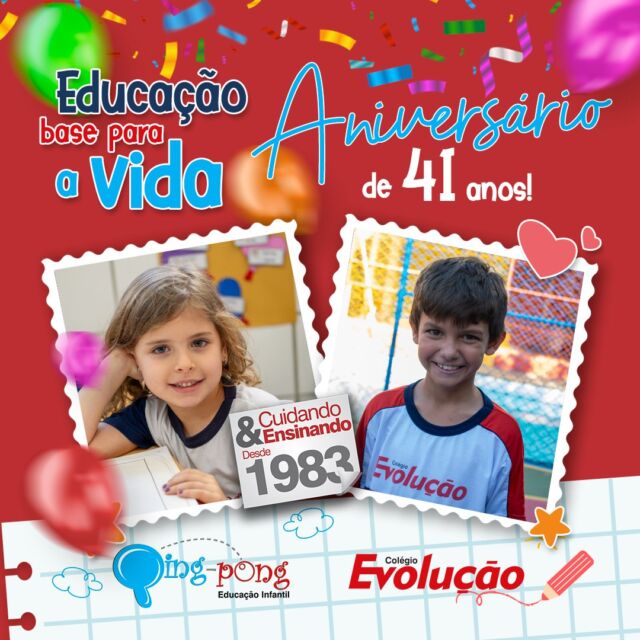 Educação
base para
a vida
Aniversário
de 41 anos!
Cuidando
& Ensinando
Desde
1983
Colégio
Evolução
Ping-pong
Educação Infantil
Colégio
Evolução